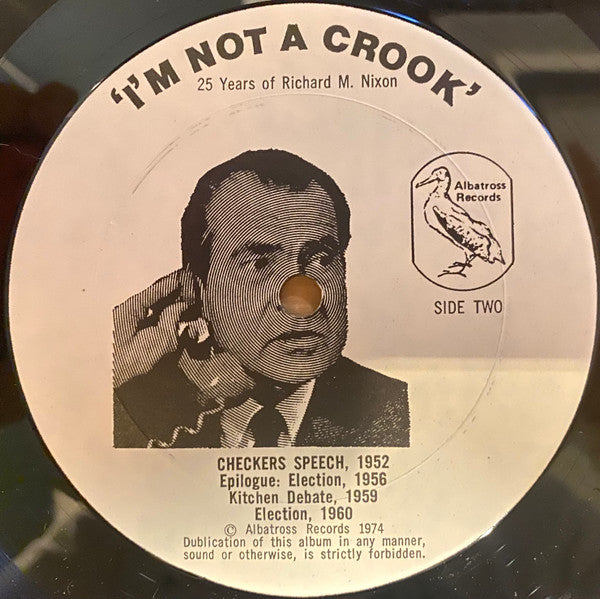 'I'M NOT A CROOK'
25 Years of Richard M. Nixon
Albatross
Records
SIDE TWO
CHECKERS SPEECH, 1952
Epilogue: Election, 1956
Kitchen Debate, 1959
Election, 1960
© Albatross Records 1974
Dublication of this album in any manner,
sound or otherwise, is strictly forbidden.